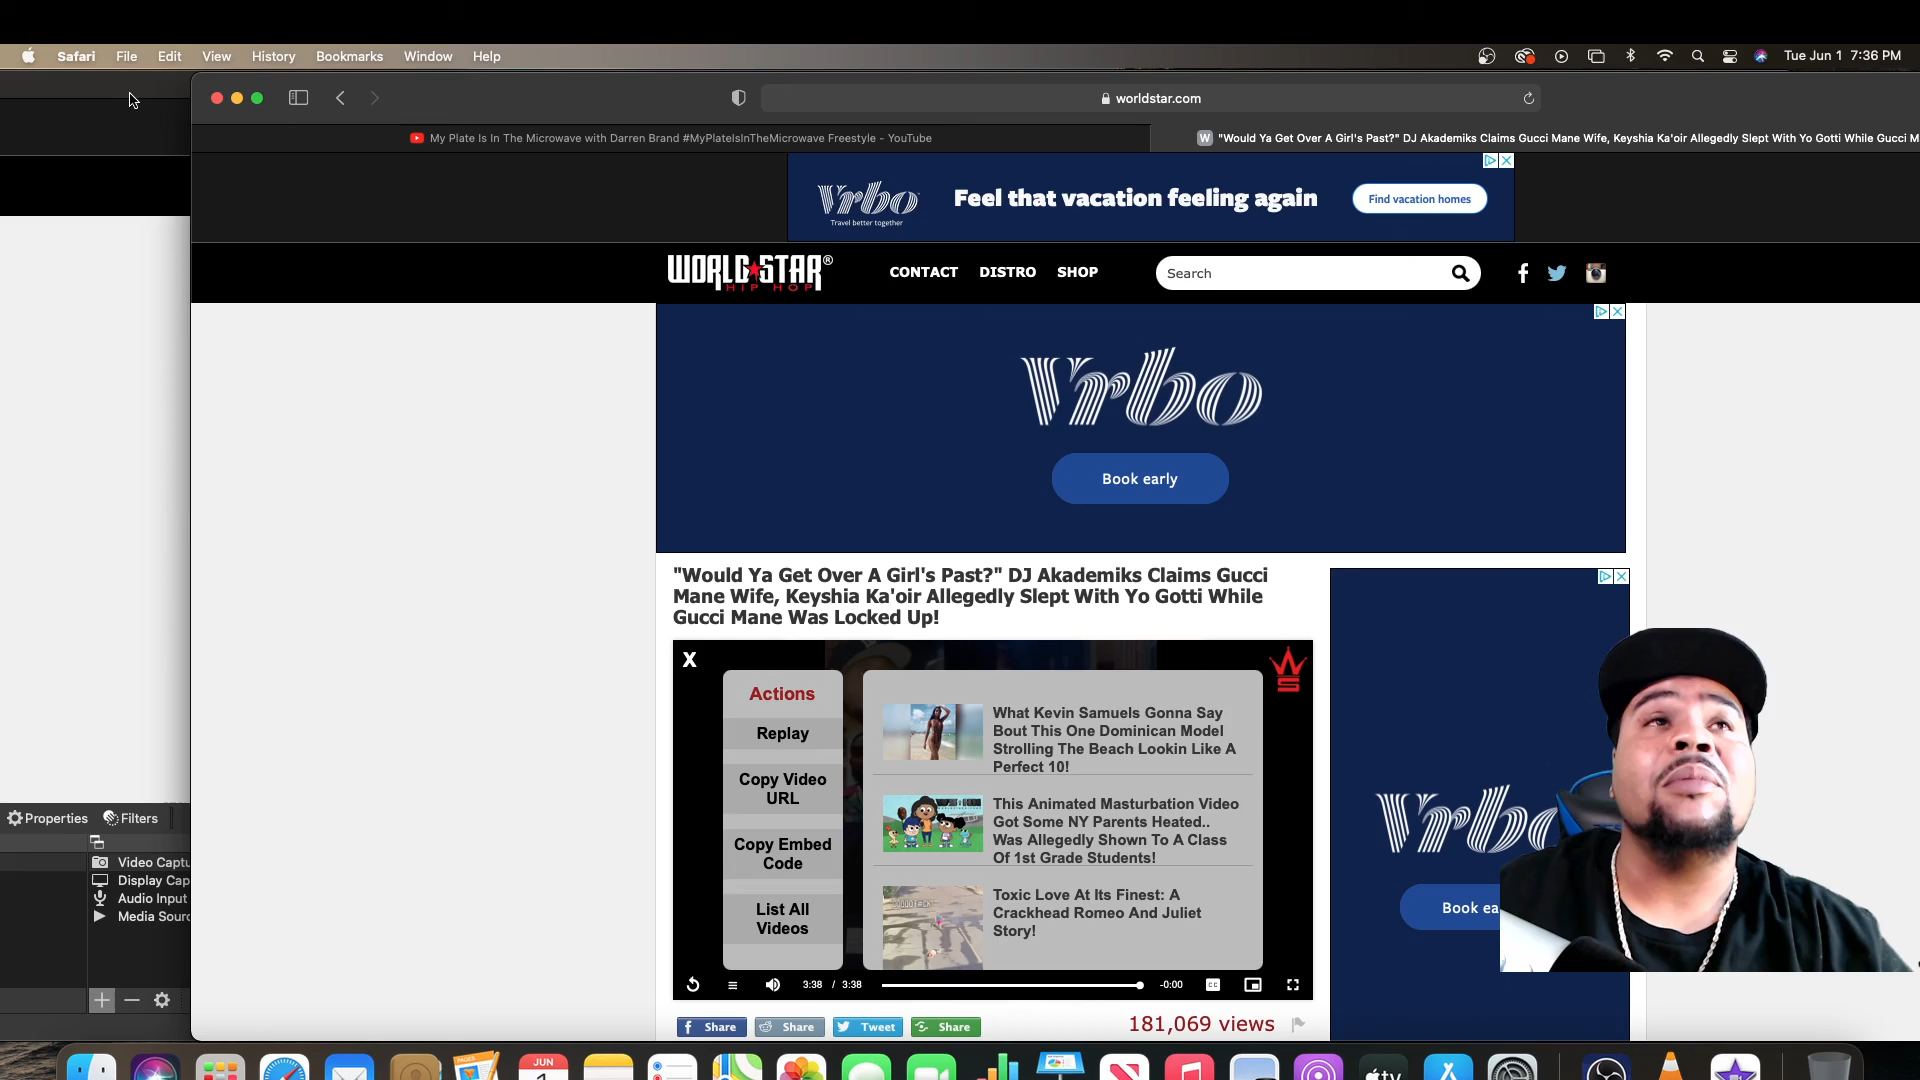 Safari File Edit View History Bookmarks Window Help
Tue Jun 1 7:36 PM
worldstar.com
My Plate Is In The Microwave with Darren Brand #MyPlateIsInTheMicrowave Freestyle - YouTube
W "Would Ya Get Over A Girl's Past?" DJ Akademiks Claims Gucci Mane Wife, Keyshia Ka'oir Allegedly Slept With Yo Gotti While Gucci M
Vrbo
Travel better together
Feel that vacation feeling again
Find vacation homes
WORLD STAR®
HIP HOP
CONTACT DISTRO SHOP
Search
Vrbo
Book early
"Would Ya Get Over A Girl's Past?" DJ Akademiks Claims Gucci
Mane Wife, Keyshia Ka'oir Allegedly Slept With Yo Gotti While
Gucci Mane Was Locked Up!
X
Actions
Replay
Copy Video
URL
Copy Embed
Code
List All
Videos
What Kevin Samuels Gonna Say
Bout This One Dominican Model
Strolling The Beach Lookin Like A
Perfect 10!
This Animated Masturbation Video
Got Some NY Parents Heated..
Was Allegedly Shown To A Class
Of 1st Grade Students!
Toxic Love At Its Finest: A
Crackhead Romeo And Juliet
Story!
3:38 / 3:38
-0:00
CC
Share
Share
Tweet
Share
181,069 views
Vrbo
Book ea
Properties Filters
Video Captu
Display Cap
Audio Input
Media Sourc
PAGES
JUN
1
tv